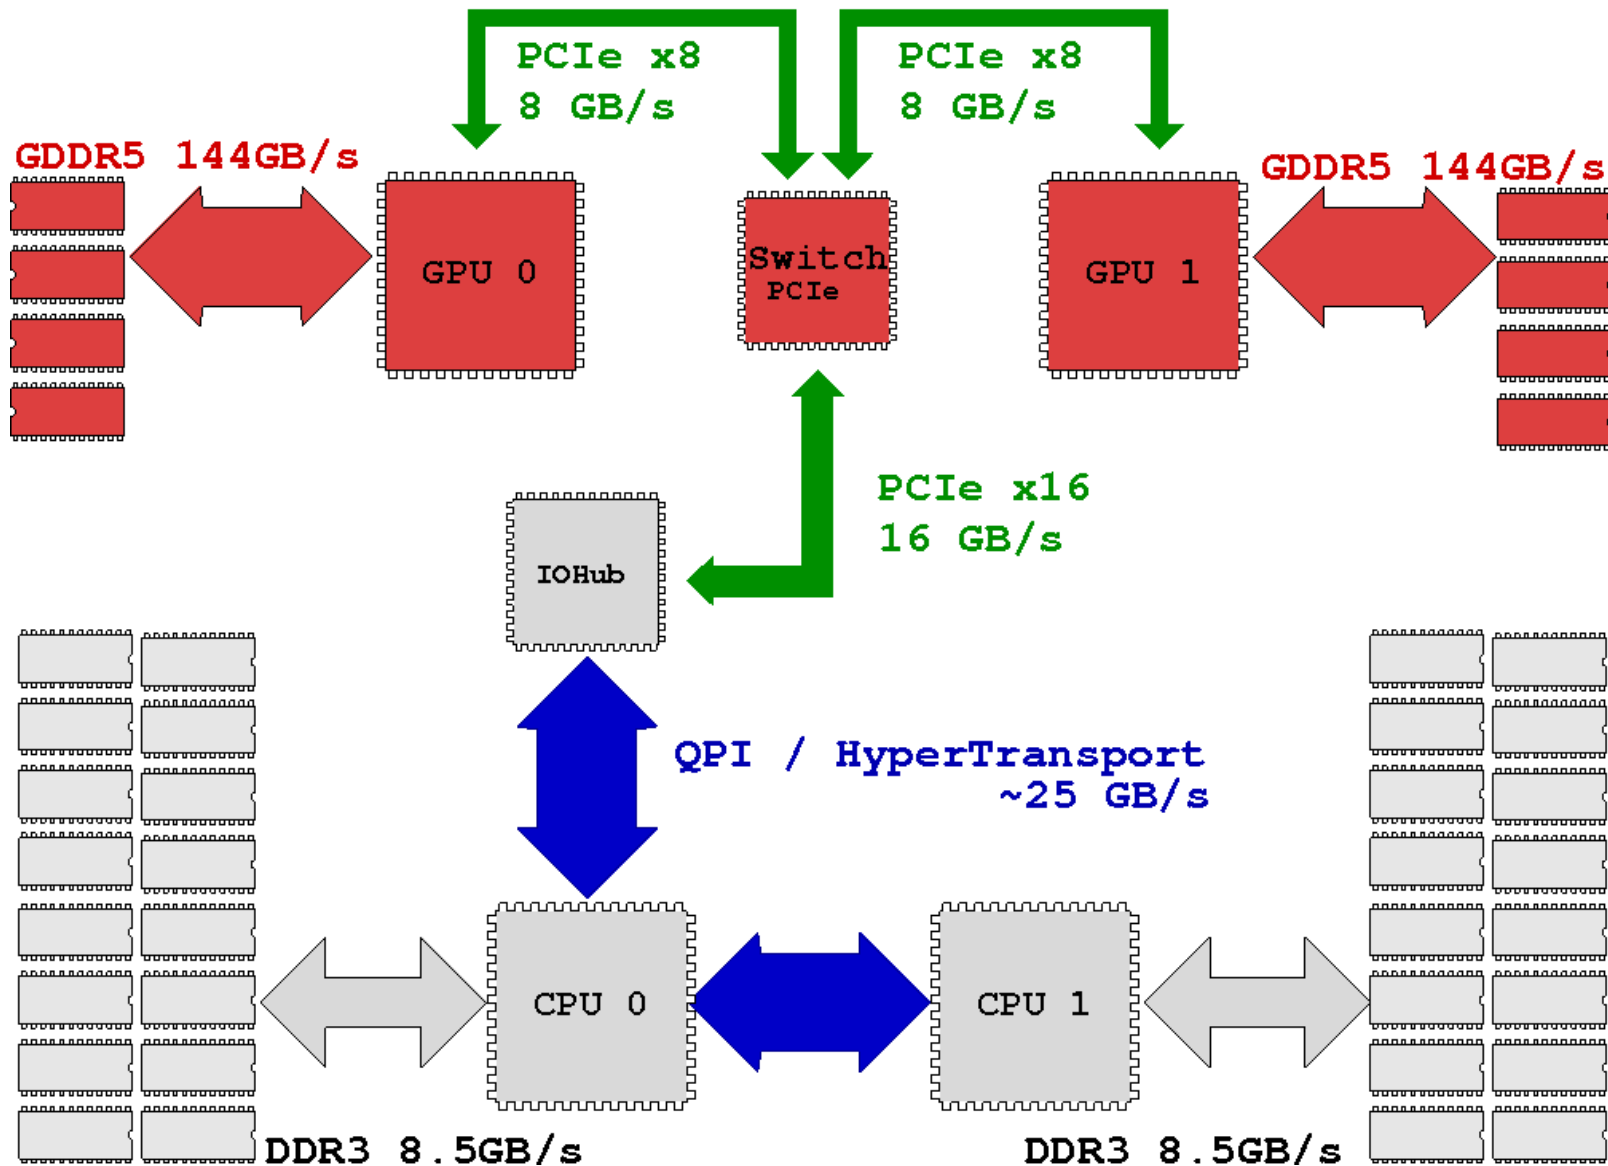 PCIe x8
8 GB/s
PCIe x8
8 GB/s
GDDR5 144GB/s
GDDR5 144GB/s
GPU 0
Switch
PCIe
GPU 1
PCIe x16
16 GB/s
IOHub
QPI / HyperTransport
~25 GB/s
CPU 0
CPU 1
DDR3 8.5GB/s
DDR3 8.5GB/s